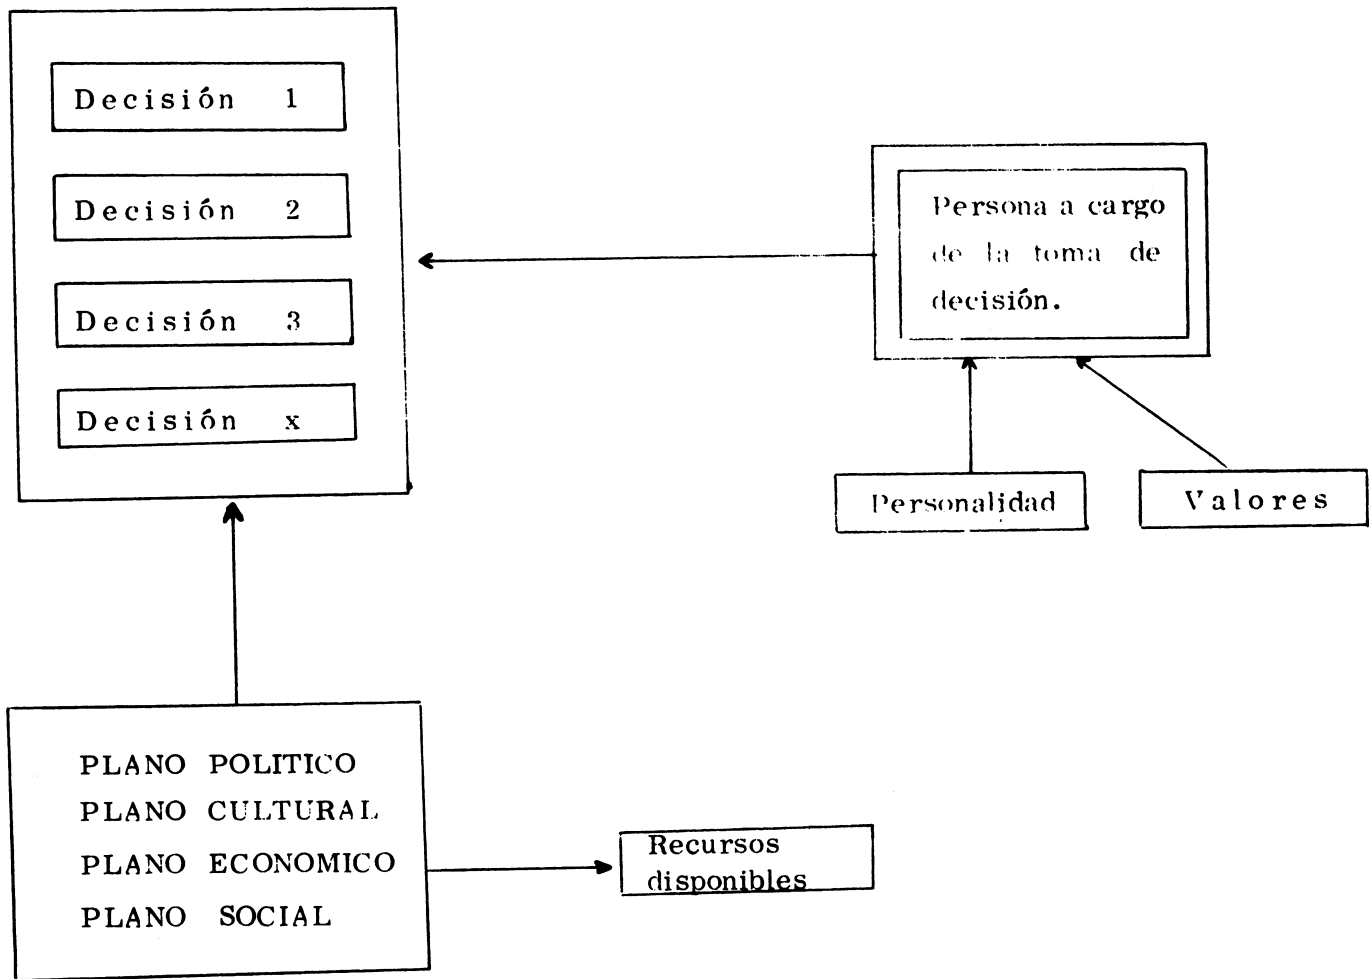 Decisión 1
Decisión 2
Decisión 3
Decisión x
Persona a cargo
de la toma de
decisión.
Personalidad
Valores
PLANO POLITICO
PLANO CULTURAL
PLANO ECONOMICO
PLANO SOCIAL
Recursos
disponibles